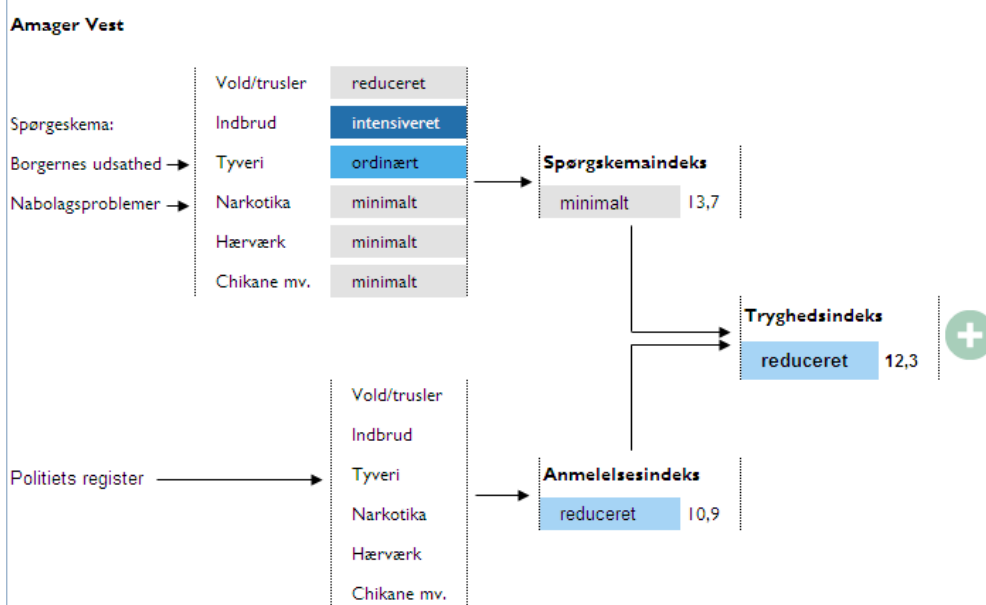 Amager Vest
Vold/trusler reduceret
Spørgeskema: Indbrud intensiveret
Borgernes udsathed Tyveri ordinært
Nabolagsproblemer Narkotika minimalt
Hærværk minimalt
Chikane mv. minimalt
Spørgskemaindeks
minimalt 13,7
Tryghedsindeks
reduceret 12,3
Vold/trusler
Indbrud
Politiets register Tyveri
Narkotika
Hærværk
Chikane mv.
Anmelelsesindeks
reduceret 10,9